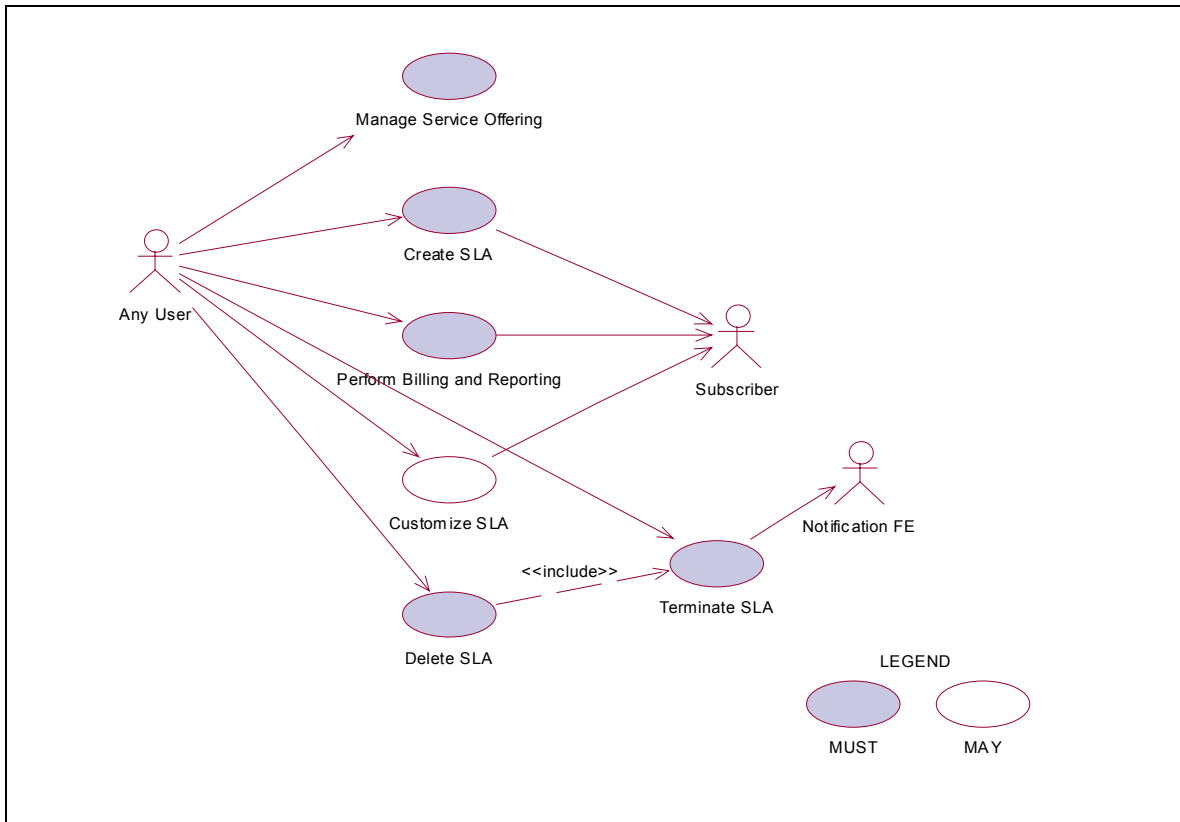 Manage Service Offering
Create SLA
Any User
Perform Billing and Reporting
Subscriber
Customize SLA
Notification FE
<<include>>
Terminate SLA
Delete SLA
LEGEND
MUST
MAY